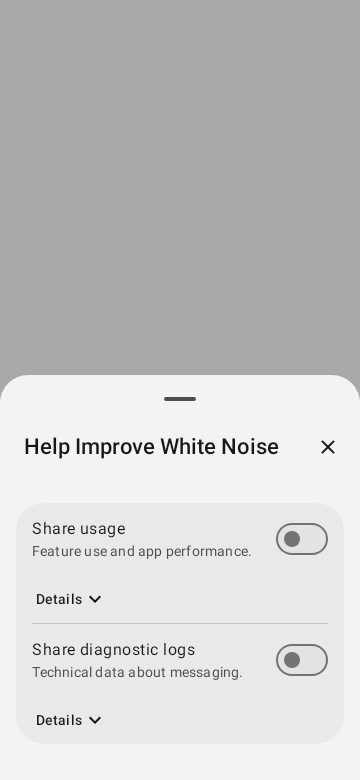 Help Improve White Noise
Share usage
Feature use and app performance.
Details
Share diagnostic logs
Technical data about messaging.
Details